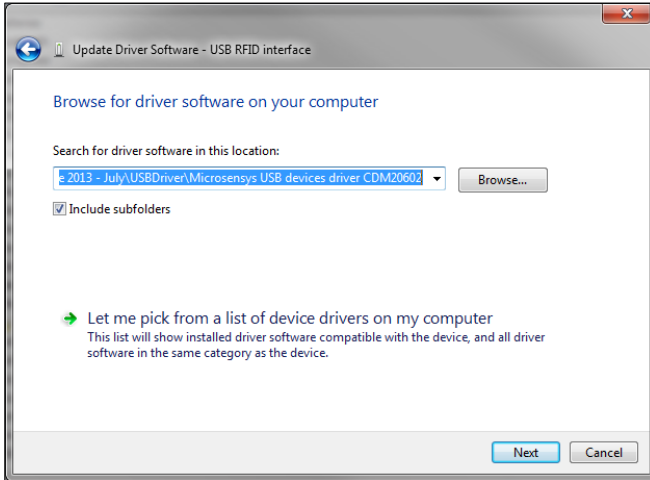 Update Driver Software - USB RFID interface
Browse for driver software on your computer
Search for driver software in this location:
e 2013 - July\USBDriver\Microsensys USB devices driver CDM20602
Browse...
Include subfolders
Let me pick from a list of device drivers on my computer
This list will show installed driver software compatible with the device, and all driver
software in the same category as the device.
Next
Cancel